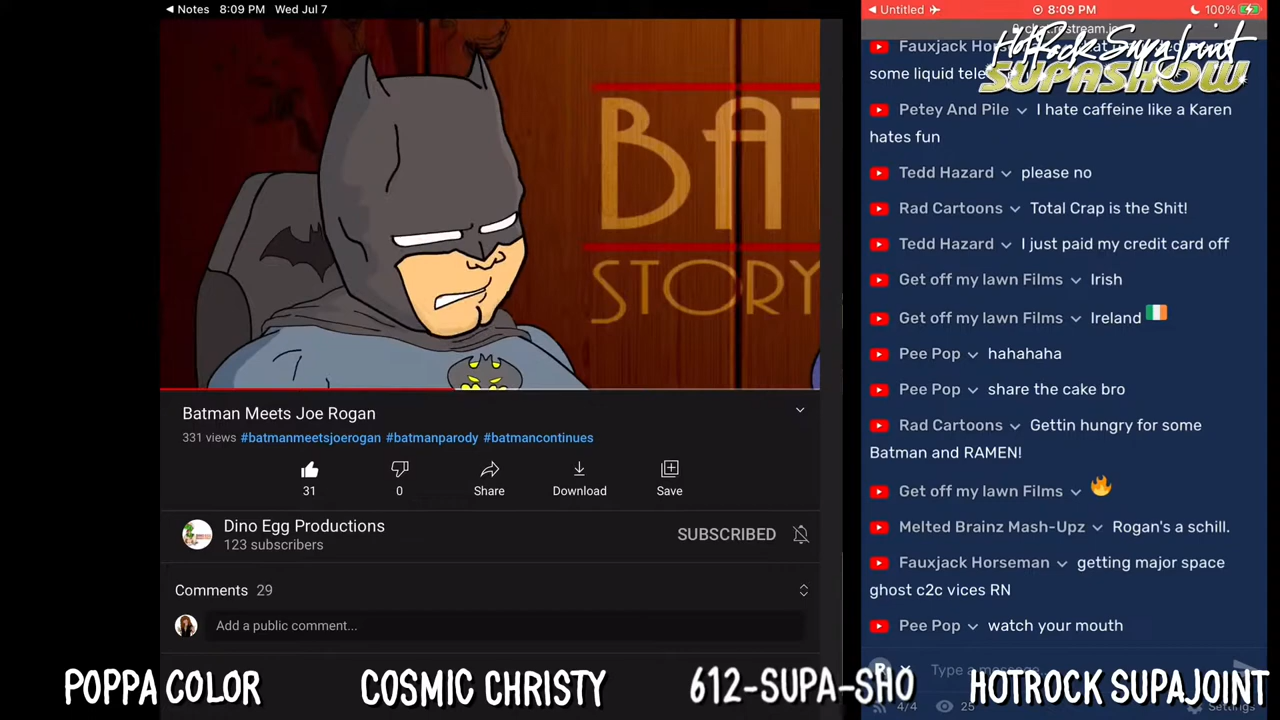 Notes 8:09 PM Wed Jul 7
BAT
STORY
Batman Meets Joe Rogan
331 views #batmanmeetsjoerogan #batmanparody #batmancontinues
31 0 Share Download Save
Dino Egg Productions
123 subscribers
SUBSCRIBED
Comments 29
Add a public comment...
Untitled 8:09 PM 100%
HotRock SupaJoint
SUPASHOW
Fauxjack
some liquid
Petey And Pile I hate caffeine like a Karen
hates fun
Tedd Hazard please no
Rad Cartoons Total Crap is the Shit!
Tedd Hazard I just paid my credit card off
Get off my lawn Films Irish
Get off my lawn Films Ireland 🇮🇪
Pee Pop hahahaha
Pee Pop share the cake bro
Rad Cartoons Gettin hungry for some
Batman and RAMEN!
Get off my lawn Films 🔥
Melted Brainz Mash-Upz Rogan's a schill.
Fauxjack Horseman getting major space
ghost c2c vices RN
Pee Pop watch your mouth
Type a message
4/4 25 Settings
POPPA COLOR COSMIC CHRISTY 612-SUPA-SHO HOTROCK SUPAJOINT